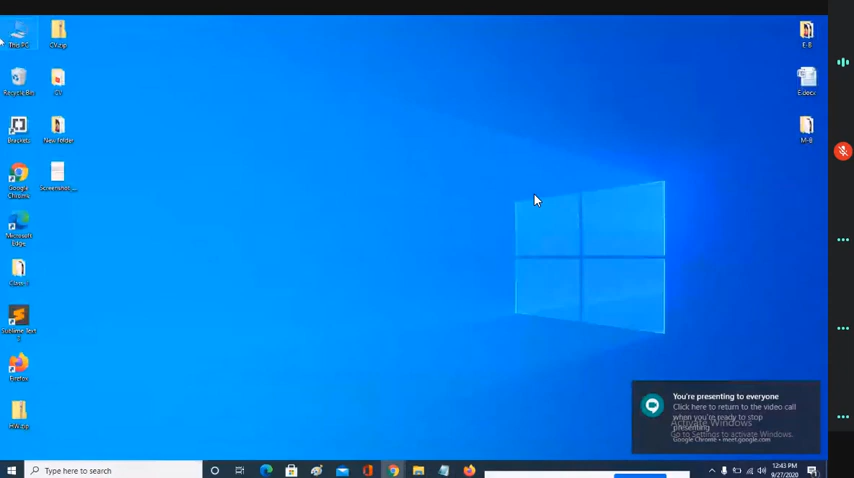 This PC
CV.zip
E-B
Recycle Bin
CV
E.docx
Brackets
New folder
M-B
Google Chrome
Screenshot_...
Microsoft Edge
Sublime Text
Firefox
HW.zip
You're presenting to everyone
Click here to return to the video call
when you're ready to stop
presenting
Google Chrome • meet.google.com
Activate Windows
Go to Settings to activate Windows.
Type here to search
12:43 PM
9/27/2020